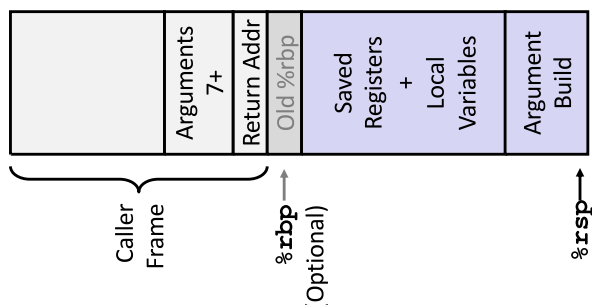 Arguments
7+
Return Addr
Old %rbp
Saved
Registers
+
Local
Variables
Argument
Build
Caller
Frame
%rbp
Optional)
%rsp